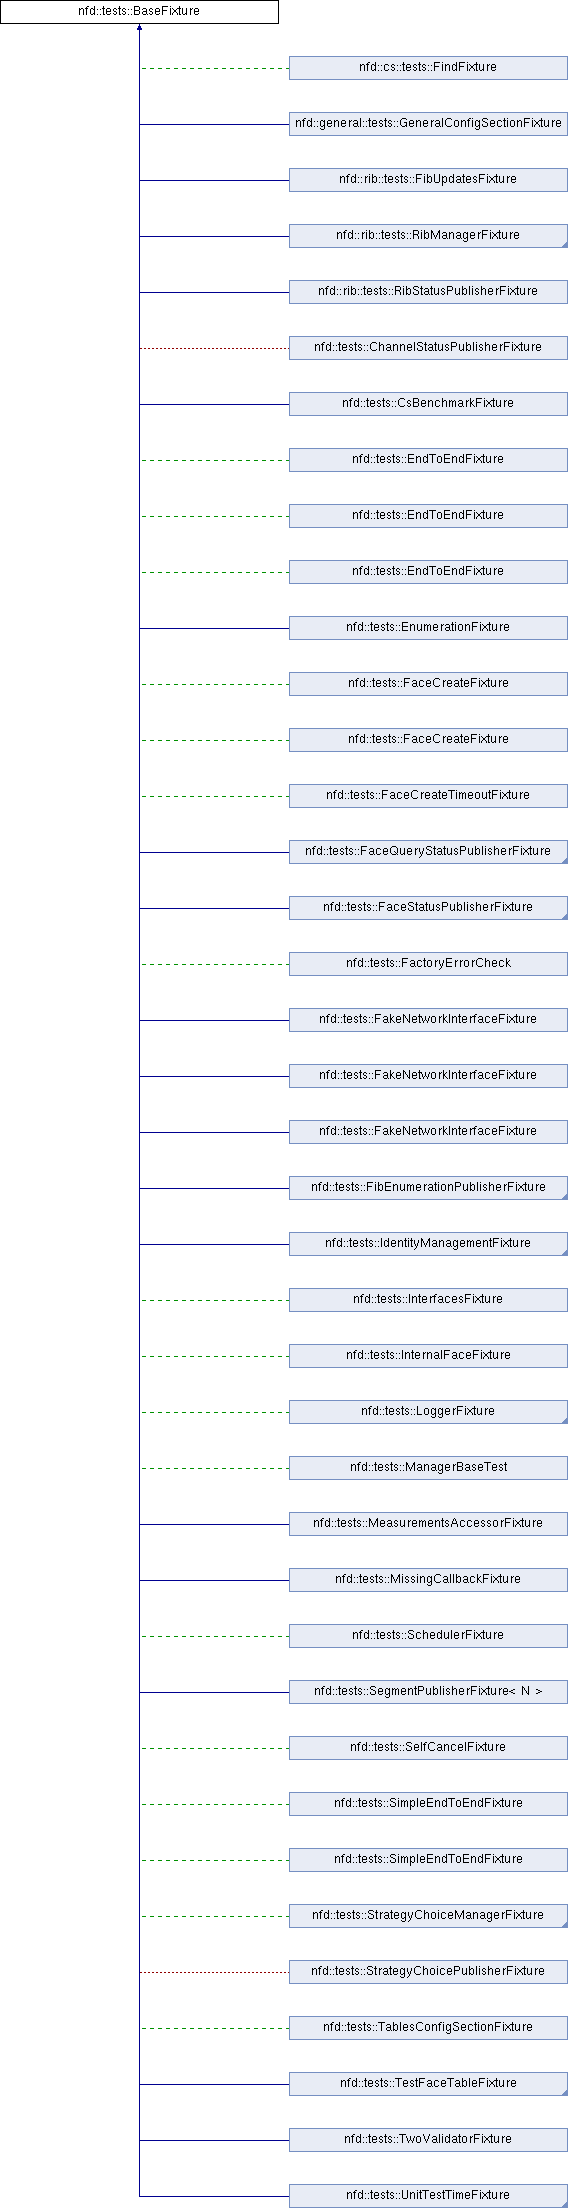 nfd::tests::BaseFixture
nfd::cs::tests::FindFixture
nfd::general::tests::GeneralConfigSectionFixture
nfd::rib::tests::FibUpdatesFixture
nfd::rib::tests::RibManagerFixture
nfd::rib::tests::RibStatusPublisherFixture
nfd::tests::ChannelStatusPublisherFixture
nfd::tests::CsBenchmarkFixture
nfd::tests::EndToEndFixture
nfd::tests::EndToEndFixture
nfd::tests::EndToEndFixture
nfd::tests::EnumerationFixture
nfd::tests::FaceCreateFixture
nfd::tests::FaceCreateFixture
nfd::tests::FaceCreateTimeoutFixture
nfd::tests::FaceQueryStatusPublisherFixture
nfd::tests::FaceStatusPublisherFixture
nfd::tests::FactoryErrorCheck
nfd::tests::FakeNetworkInterfaceFixture
nfd::tests::FakeNetworkInterfaceFixture
nfd::tests::FakeNetworkInterfaceFixture
nfd::tests::FibEnumerationPublisherFixture
nfd::tests::IdentityManagementFixture
nfd::tests::InterfacesFixture
nfd::tests::InternalFaceFixture
nfd::tests::LoggerFixture
nfd::tests::ManagerBaseTest
nfd::tests::MeasurementsAccessorFixture
nfd::tests::MissingCallbackFixture
nfd::tests::SchedulerFixture
nfd::tests::SegmentPublisherFixture< N >
nfd::tests::SelfCancelFixture
nfd::tests::SimpleEndToEndFixture
nfd::tests::SimpleEndToEndFixture
nfd::tests::StrategyChoiceManagerFixture
nfd::tests::StrategyChoicePublisherFixture
nfd::tests::TablesConfigSectionFixture
nfd::tests::TestFaceTableFixture
nfd::tests::TwoValidatorFixture
nfd::tests::UnitTestTimeFixture